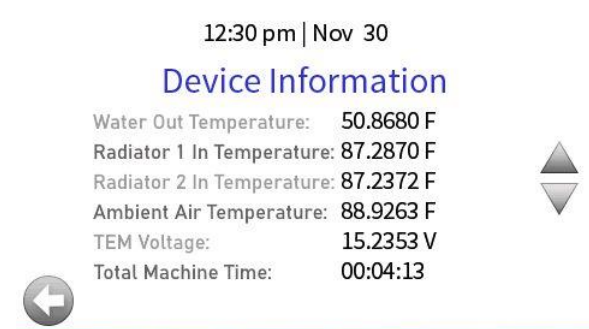 12:30 pm | Nov 30
Device Information
Water Out Temperature: 50.8680 F
Radiator 1 In Temperature: 87.2870 F
Radiator 2 In Temperature: 87.2372 F
Ambient Air Temperature: 88.9263 F
TEM Voltage: 15.2353 V
Total Machine Time: 00:04:13